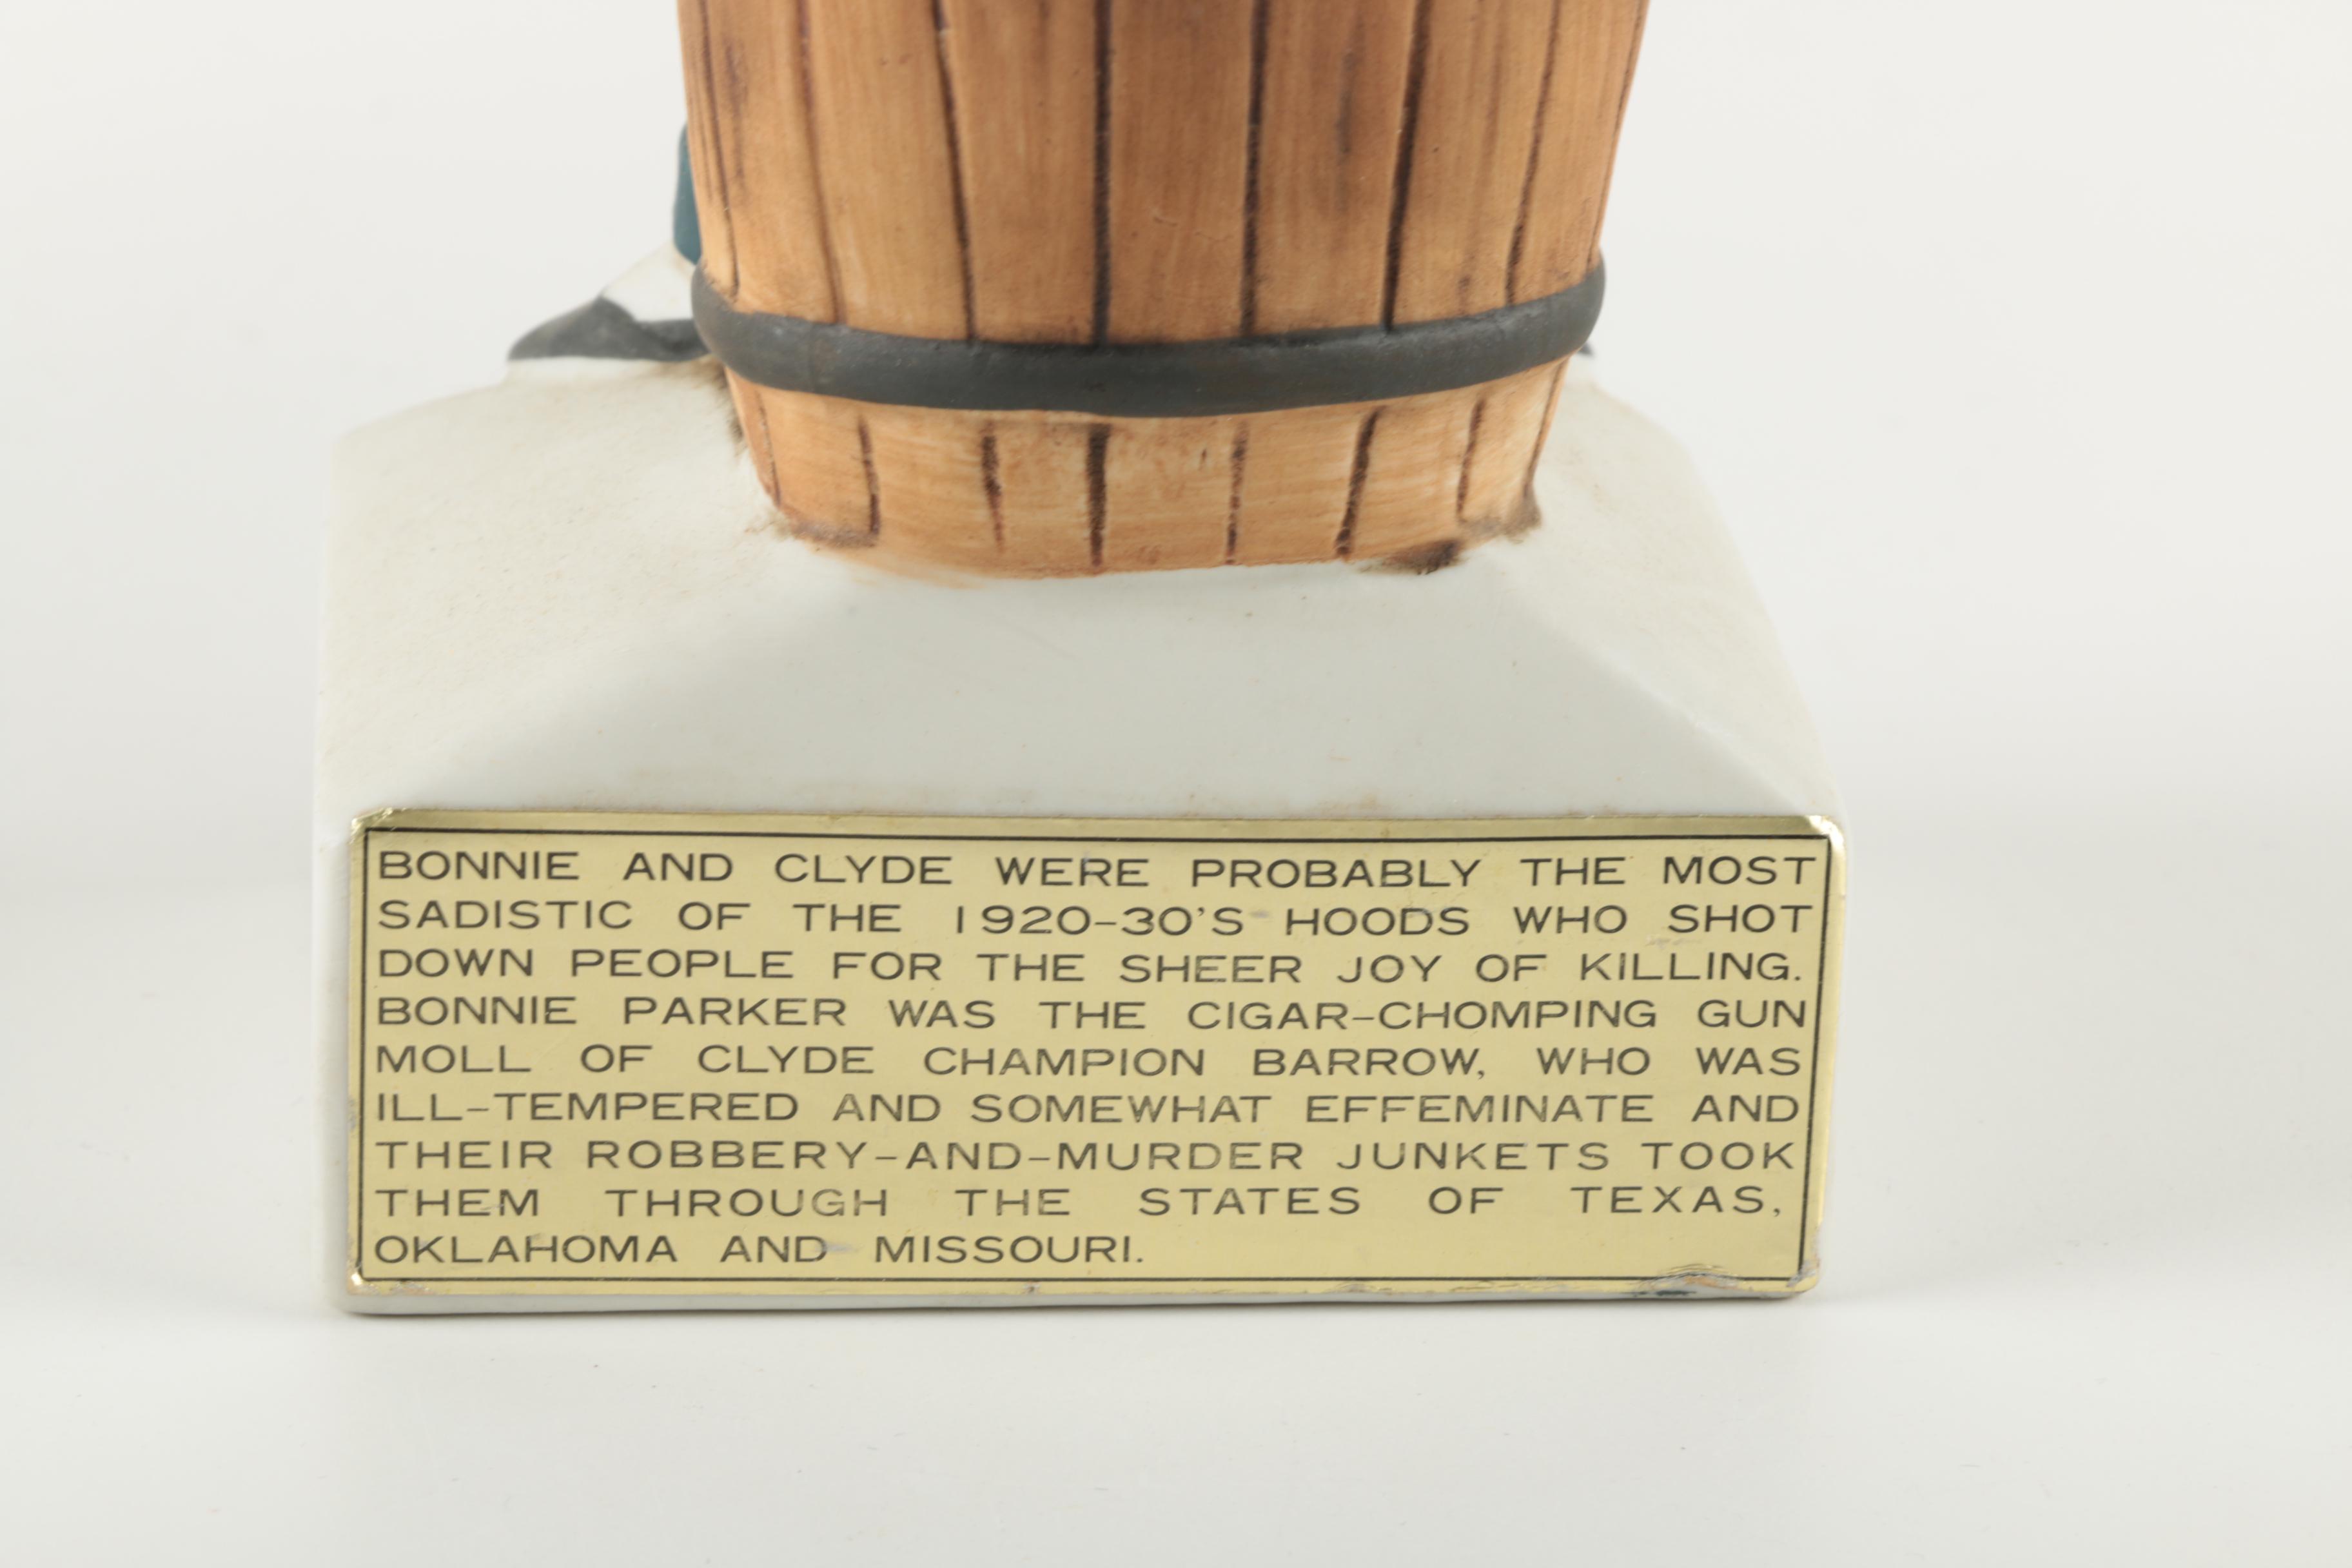 BONNIE AND CLYDE WERE PROBABLY THE MOST
SADISTIC OF THE 1920-30'S HOODS WHO SHOT
DOWN PEOPLE FOR THE SHEER JOY OF KILLING.
BONNIE PARKER WAS THE CIGAR-CHOMPING GUN
MOLL OF CLYDE CHAMPION BARROW, WHO WAS
ILL-TEMPERED AND SOMEWHAT EFFEMINATE AND
THEIR ROBBERY-AND-MURDER JUNKETS TOOK
THEM THROUGH THE STATES OF TEXAS,
OKLAHOMA AND MISSOURI.